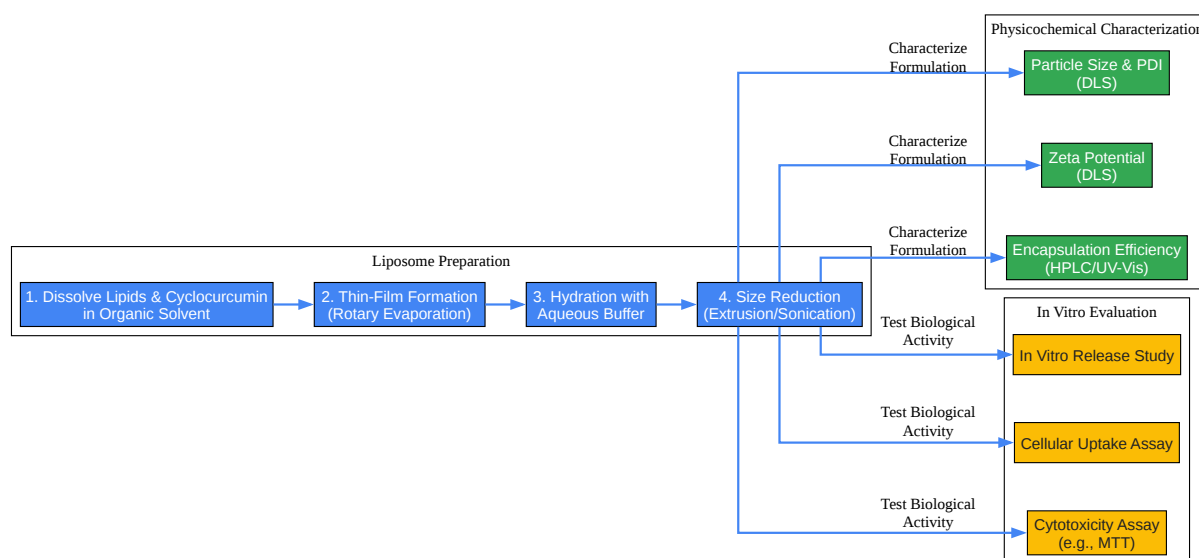 Physicochemical Characterization
Characterize
Formulation
Particle Size & PDI
(DLS)
Characterize
Formulation
Zeta Potential
(DLS)
Characterize
Formulation
Encapsulation Efficiency
(HPLC/UV-Vis)
Liposome Preparation
1. Dissolve Lipids & Cyclocurcumin
in Organic Solvent
2. Thin-Film Formation
(Rotary Evaporation)
3. Hydration with
Aqueous Buffer
4. Size Reduction
(Extrusion/Sonication)
In Vitro Evaluation
Test Biological
Activity
In Vitro Release Study
Test Biological
Activity
Cellular Uptake Assay
Test Biological
Activity
Cytotoxicity Assay
(e.g., MTT)